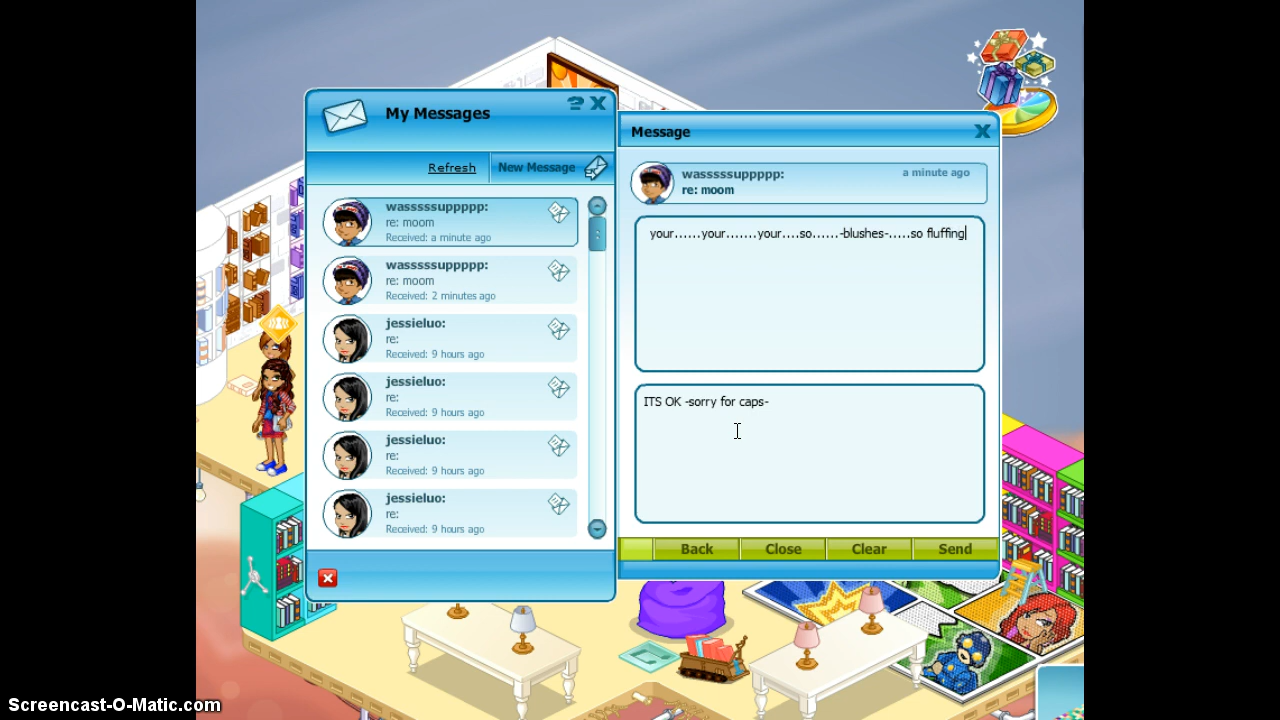 My Messages
Refresh
New Message
wasssssuppppp:
re: moom
Received: a minute ago
wasssssuppppp:
re: moom
Received: 2 minutes ago
jessieluo:
re:
Received: 9 hours ago
jessieluo:
re:
Received: 9 hours ago
jessieluo:
re:
Received: 9 hours ago
jessieluo:
re:
Received: 9 hours ago
Message
wasssssuppppp:
a minute ago
re: moom
your......your.......your....so......-blushes-.....so fluffing
ITS OK -sorry for caps-
Back
Close
Clear
Send
Screencast-O-Matic.com